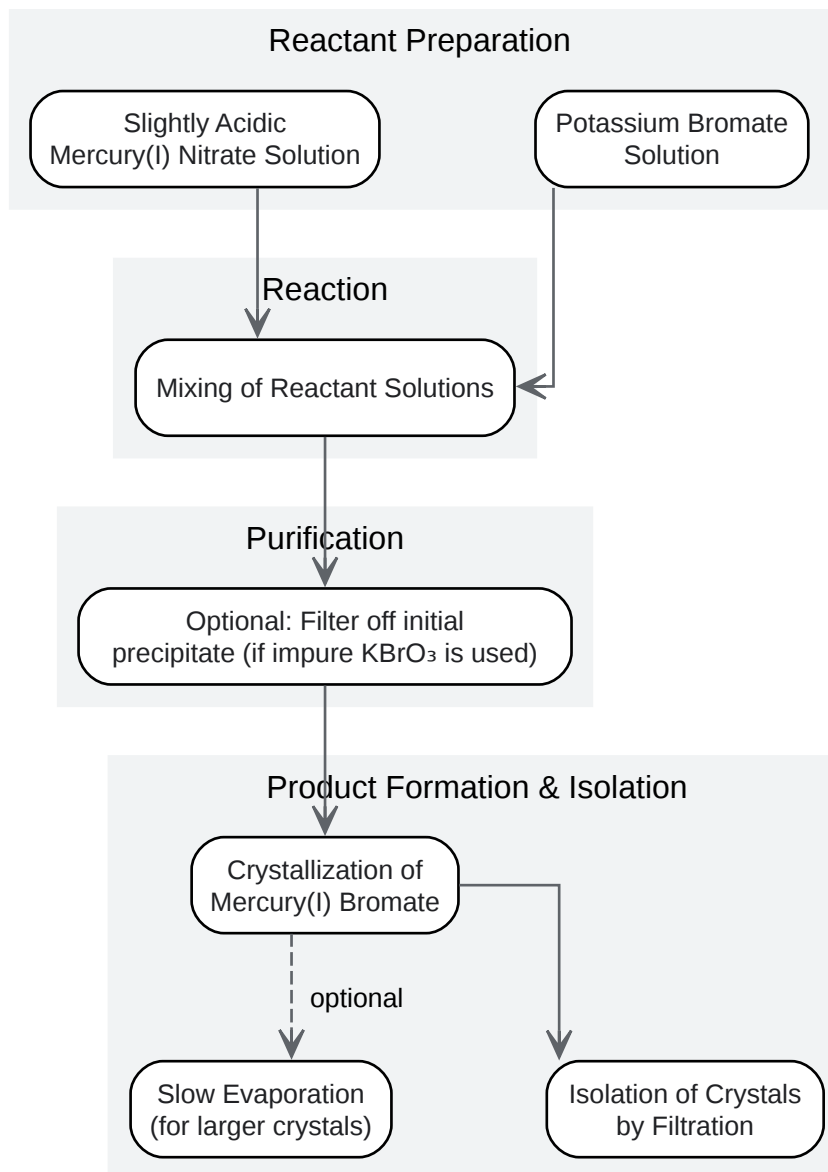 Reactant Preparation
Slightly Acidic
Mercury(I) Nitrate Solution
Potassium Bromate
Solution
Reaction
Mixing of Reactant Solutions
Purification
Optional: Filter off initial
precipitate (if impure KBrO₃ is used)
Product Formation & Isolation
Crystallization of
Mercury(I) Bromate
optional
Slow Evaporation
(for larger crystals)
Isolation of Crystals
by Filtration